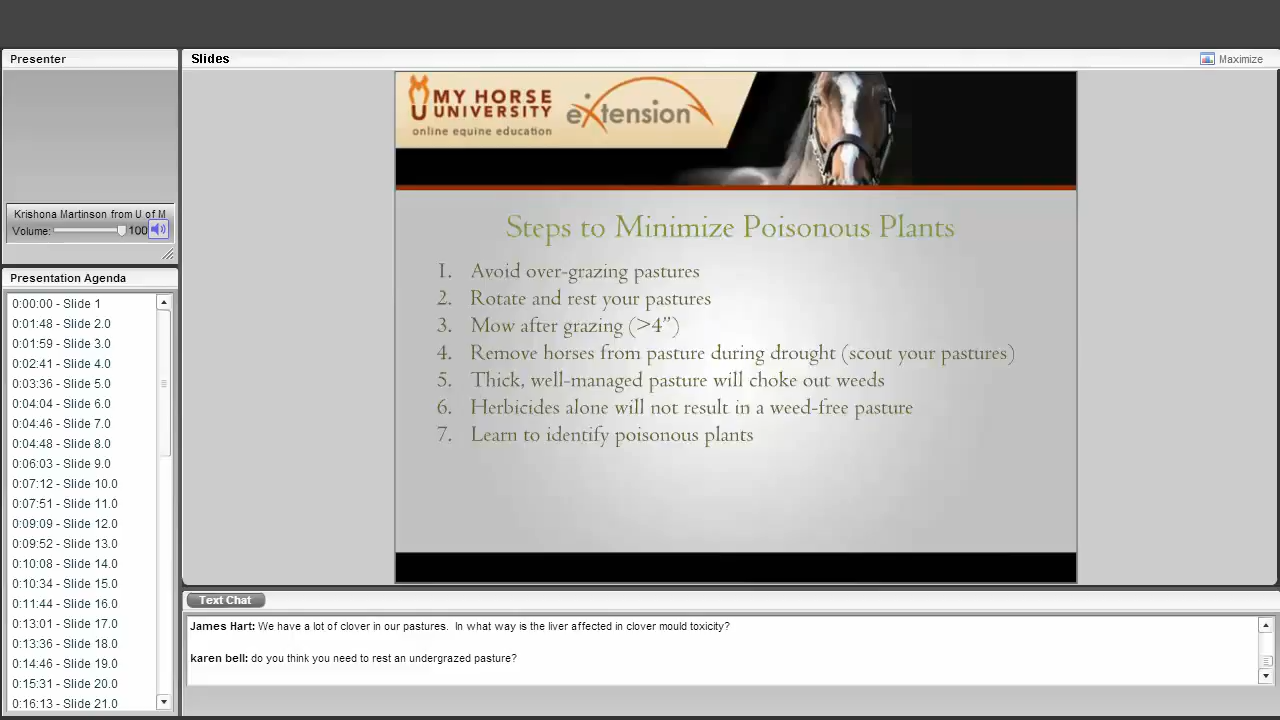 Presenter
Krishona Martinson from U of M
Volume: 100
Presentation Agenda
0:00:00 - Slide 1
0:01:48 - Slide 2.0
0:01:59 - Slide 3.0
0:02:41 - Slide 4.0
0:03:36 - Slide 5.0
0:04:04 - Slide 6.0
0:04:46 - Slide 7.0
0:04:48 - Slide 8.0
0:06:03 - Slide 9.0
0:07:12 - Slide 10.0
0:07:51 - Slide 11.0
0:09:09 - Slide 12.0
0:09:52 - Slide 13.0
0:10:08 - Slide 14.0
0:10:34 - Slide 15.0
0:11:44 - Slide 16.0
0:13:01 - Slide 17.0
0:13:36 - Slide 18.0
0:14:46 - Slide 19.0
0:15:31 - Slide 20.0
0:16:13 - Slide 21.0
Slides
Maximize
MY HORSE
UNIVERSITY
online equine education
eXtension
Steps to Minimize Poisonous Plants
1. Avoid over-grazing pastures
2. Rotate and rest your pastures
3. Mow after grazing (>4”)
4. Remove horses from pasture during drought (scout your pastures)
5. Thick, well-managed pasture will choke out weeds
6. Herbicides alone will not result in a weed-free pasture
7. Learn to identify poisonous plants
Text Chat
James Hart: We have a lot of clover in our pastures. In what way is the liver affected in clover mould toxicity?
karen bell: do you think you need to rest an undergrazed pasture?